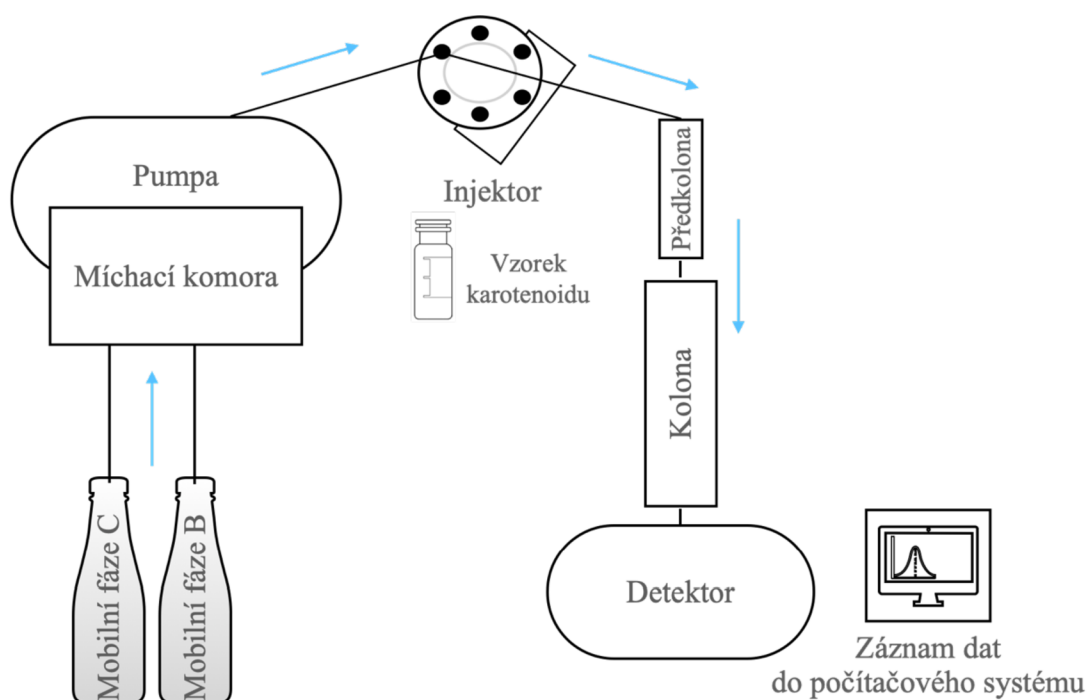 Pumpa
Míchací komora
Mobilní fáze C
Mobilní fáze B
Injektor
Vzorek
karotenoidu
Předkolona
Kolona
Detektor
Záznam dat
do počítačového systému